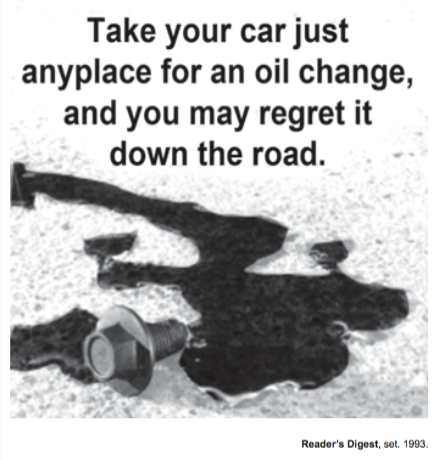 Take your car just
anyplace for an oil change,
and you may regret it
down the road.
Reader's Digest, set. 1993.